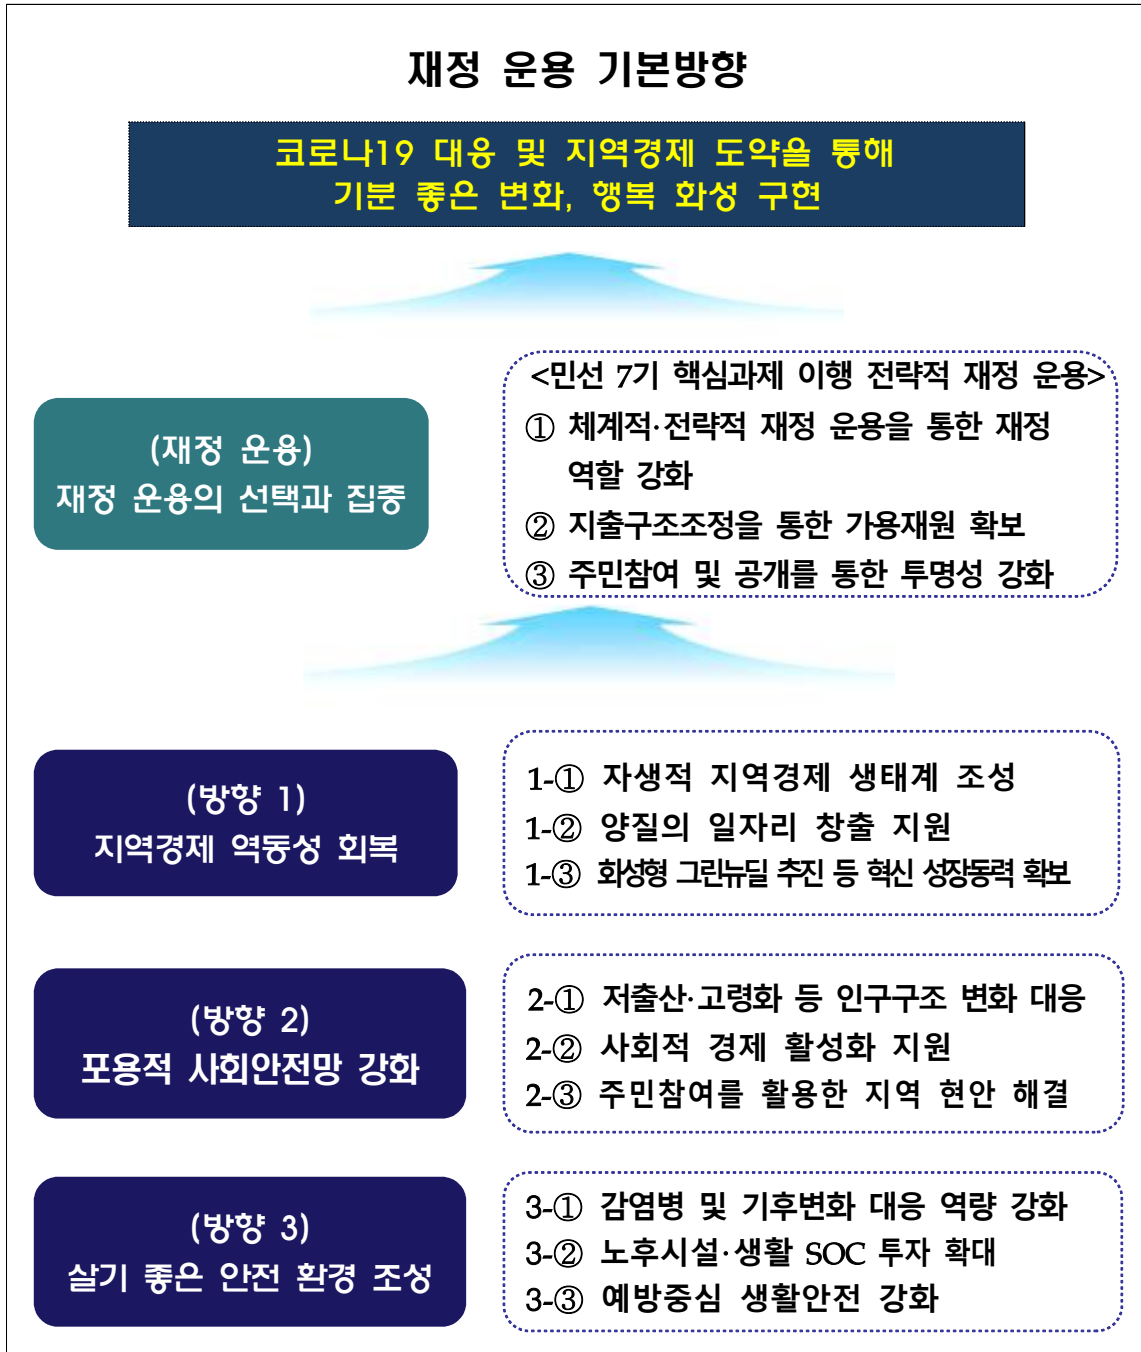 재정 운용 기본방향
코로나19 대응 및 지역경제 도약을 통해
기분 좋은 변화, 행복 화성 구현
(재정 운용)
재정 운용의 선택과 집중
<민선 7기 핵심과제 이행 전략적 재정 운용>
① 체계적·전략적 재정 운용을 통한 재정
역할 강화
② 지출구조조정을 통한 가용재원 확보
③ 주민참여 및 공개를 통한 투명성 강화
(방향 1)
지역경제 역동성 회복
1-① 자생적 지역경제 생태계 조성
1-② 양질의 일자리 창출 지원
1-③ 화성형 그린뉴딜 추진 등 혁신 성장동력 확보
(방향 2)
포용적 사회안전망 강화
2-① 저출산·고령화 등 인구구조 변화 대응
2-② 사회적 경제 활성화 지원
2-③ 주민참여를 활용한 지역 현안 해결
(방향 3)
살기 좋은 안전 환경 조성
3-① 감염병 및 기후변화 대응 역량 강화
3-② 노후시설·생활 SOC 투자 확대
3-③ 예방중심 생활안전 강화